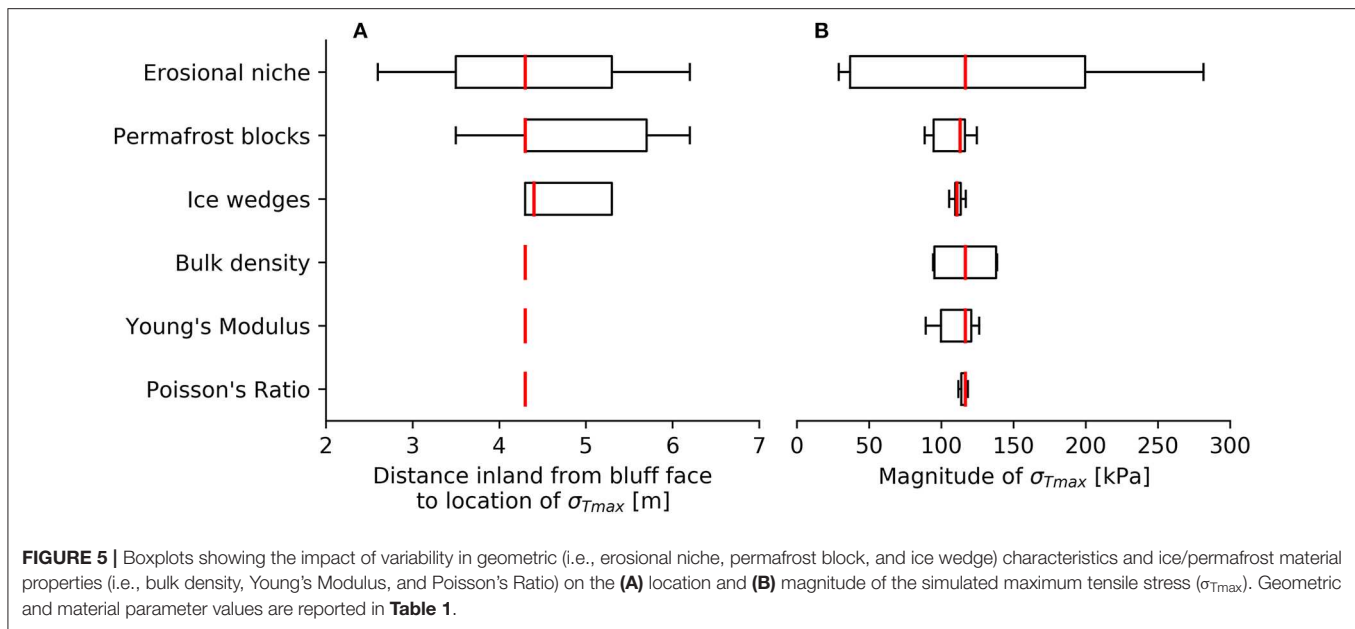 A
B
Erosional niche
Permafrost blocks
Ice wedges
Bulk density
Young's Modulus
Poisson's Ratio
2 3 4 5 6 7
0 50 100 150 200 250 300
Distance inland from bluff face
to location of σTmax [m]
Magnitude of σTmax [kPa]
FIGURE 5 | Boxplots showing the impact of variability in geometric (i.e., erosional niche, permafrost block, and ice wedge) characteristics and ice/permafrost material
properties (i.e., bulk density, Young's Modulus, and Poisson's Ratio) on the (A) location and (B) magnitude of the simulated maximum tensile stress (σTmax). Geometric
and material parameter values are reported in Table 1.